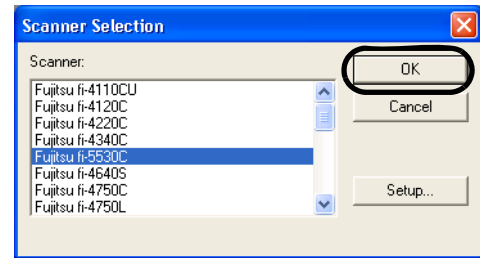 Scanner Selection
Scanner:
OK
Fujitsu fi-4110CU
Fujitsu fi-4120C
Cancel
Fujitsu fi-4220C
Fujitsu fi-4340C
Fujitsu fi-5530C
Fujitsu fi-4640S
Fujitsu fi-4750C
Setup...
Fujitsu fi-4750L